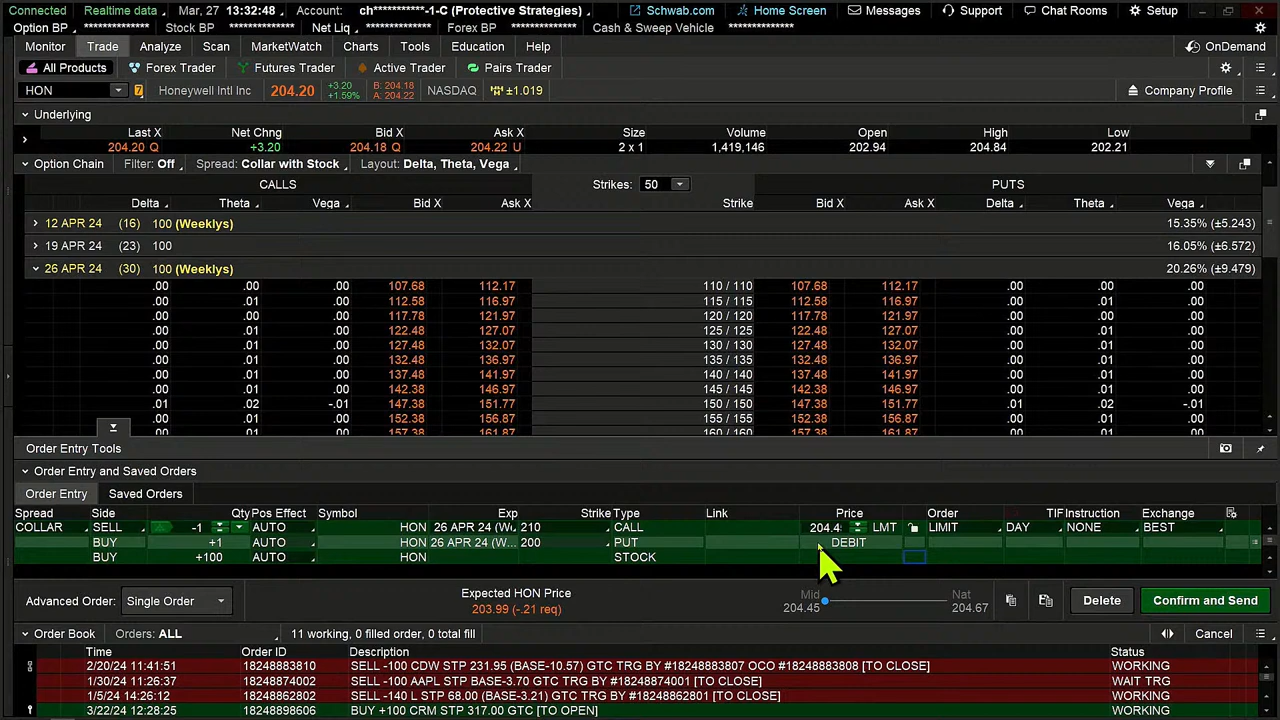 Connected Realtime data Mar, 27 13:32:48 Account: ch***********-1-C (Protective Strategies) Schwab.com Home Screen Messages Support Chat Rooms Setup
Option BP ************** Stock BP ************** Net Liq ************** Forex BP ************** Cash & Sweep Vehicle **************
Monitor Trade Analyze Scan MarketWatch Charts Tools Education Help OnDemand
All Products Forex Trader Futures Trader Active Trader Pairs Trader
HON 7 Honeywell Intl Inc 204.20 +3.20 +1.59% B: 204.18 A: 204.22 NASDAQ ±1.019 Company Profile
Underlying
Last X Net Chng Bid X Ask X Size Volume Open High Low
204.20 Q +3.20 204.18 Q 204.22 U 2 x 1 1,419,146 202.94 204.84 202.21
Option Chain Filter: Off Spread: Collar with Stock Layout: Delta, Theta, Vega
CALLS Strikes: 50 PUTS
Delta Theta Vega Bid X Ask X Strike Bid X Ask X Delta Theta Vega
12 APR 24 (16) 100 (Weeklys) 15.35% (±5.243)
19 APR 24 (23) 100 16.05% (±6.572)
26 APR 24 (30) 100 (Weeklys) 20.26% (±9.479)
.00 .00 .00 107.68 112.17 110 / 110 107.68 112.17 .00 .00 .00
.00 .01 .00 112.58 116.97 115 / 115 112.58 116.97 .00 .01 .00
.00 .01 .00 117.78 121.97 120 / 120 117.78 121.97 .00 .01 .00
.00 .01 .00 122.48 127.07 125 / 125 122.48 127.07 .00 .01 .00
.00 .01 .00 127.48 132.07 130 / 130 127.48 132.07 .00 .01 .00
.00 .01 .00 132.48 136.97 135 / 135 132.48 136.97 .00 .01 .00
.00 .01 .00 137.48 141.97 140 / 140 137.48 141.97 .00 .01 .00
.00 .01 .00 142.38 146.97 145 / 145 142.38 146.97 .00 .01 .00
.01 .02 -.01 147.38 151.77 150 / 150 147.38 151.77 .01 .02 -.01
.00 .01 .00 152.38 156.87 155 / 155 152.38 156.87 .00 .01 .00
.00 .01 .00 157.38 161.87 160 / 160 157.38 161.87 .00 .01 .00
Order Entry Tools
Order Entry and Saved Orders
Order Entry Saved Orders
Spread Side Qty Pos Effect Symbol Exp Strike Type Link Price Order TIF Instruction Exchange
COLLAR SELL -1 AUTO HON 26 APR 24 (W... 210 CALL 204.4 LMT LIMIT DAY NONE BEST
BUY +1 AUTO HON 26 APR 24 (W... 200 PUT DEBIT
BUY +100 AUTO HON STOCK
Advanced Order: Single Order Expected HON Price 203.99 (-.21 req) Mid 204.45 Nat 204.67 Delete Confirm and Send
Order Book Orders: ALL 11 working, 0 filled order, 0 total fill Cancel
Time Order ID Description Status
2/20/24 11:41:51 18248883810 SELL -100 CDW STP 231.95 (BASE-10.57) GTC TRG BY #18248883807 OCO #18248883808 [TO CLOSE] WORKING
1/30/24 11:26:37 18248874002 SELL -100 AAPL STP BASE-3.70 GTC TRG BY #18248874001 [TO CLOSE] WAIT TRG
1/5/24 14:26:12 18248862802 SELL -140 L STP 68.00 (BASE-3.21) GTC TRG BY #18248862801 [TO CLOSE] WORKING
3/22/24 12:28:25 18248898606 BUY +100 CRM STP 317.00 GTC [TO OPEN] WORKING